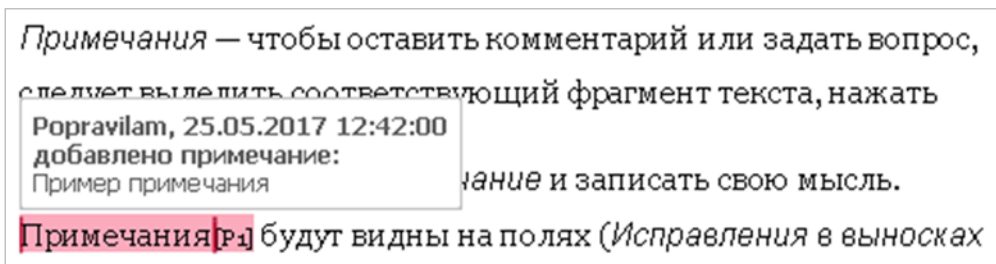 Примечания — чтобы оставить комментарий или задать вопрос,
следует выделить соответствующий фрагмент текста, нажать
Popravilam, 25.05.2017 12:42:00
добавлено примечание:
Пример примечания
и записать свою мысль.
Примечания[P1] будут видны на полях (Исправления в выносках